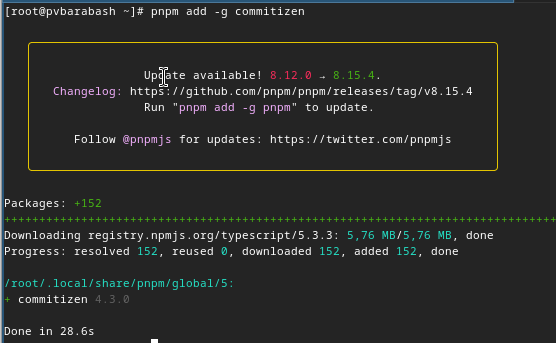 [root@pvbarabash ~]# pnpm add -g commitizen
Update available! 8.12.0 → 8.15.4.
Changelog: https://github.com/pnpm/pnpm/releases/tag/v8.15.4
Run "pnpm add -g pnpm" to update.
Follow @pnpmjs for updates: https://twitter.com/pnpmjs
Packages: +152
++++++++++++++++++++++++++++++++++++++++++++++++++++++++++++++++++++++++++++++
Downloading registry.npmjs.org/typescript/5.3.3: 5,76 MB/5,76 MB, done
Progress: resolved 152, reused 0, downloaded 152, added 152, done
/root/.local/share/pnpm/global/5:
+ commitizen 4.3.0
Done in 28.6s